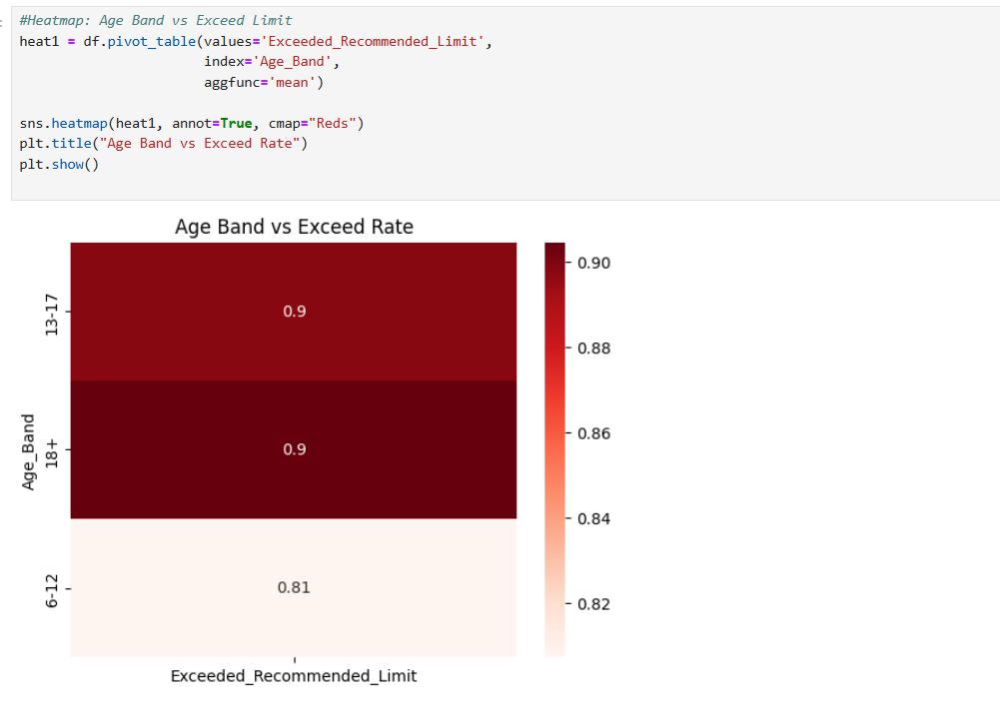 #Heatmap: Age Band vs Exceed Limit
heat1 = df.pivot_table(values='Exceeded_Recommended_Limit',
                       index='Age_Band',
                       aggfunc='mean')

sns.heatmap(heat1, annot=True, cmap="Reds")
plt.title("Age Band vs Exceed Rate")
plt.show()
Age Band vs Exceed Rate
Age_Band
13-17
0.9
18+
0.9
6-12
0.81
Exceeded_Recommended_Limit
0.90
0.88
0.86
0.84
0.82